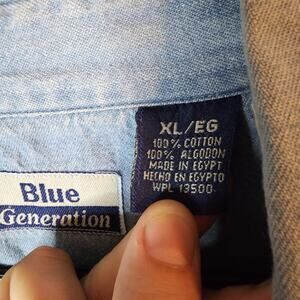 XL/EG
100% COTTON
100% ALGODON
MADE IN EGYPT
HECHO EN EGYPTO
WPL 13500
Blue
Generation